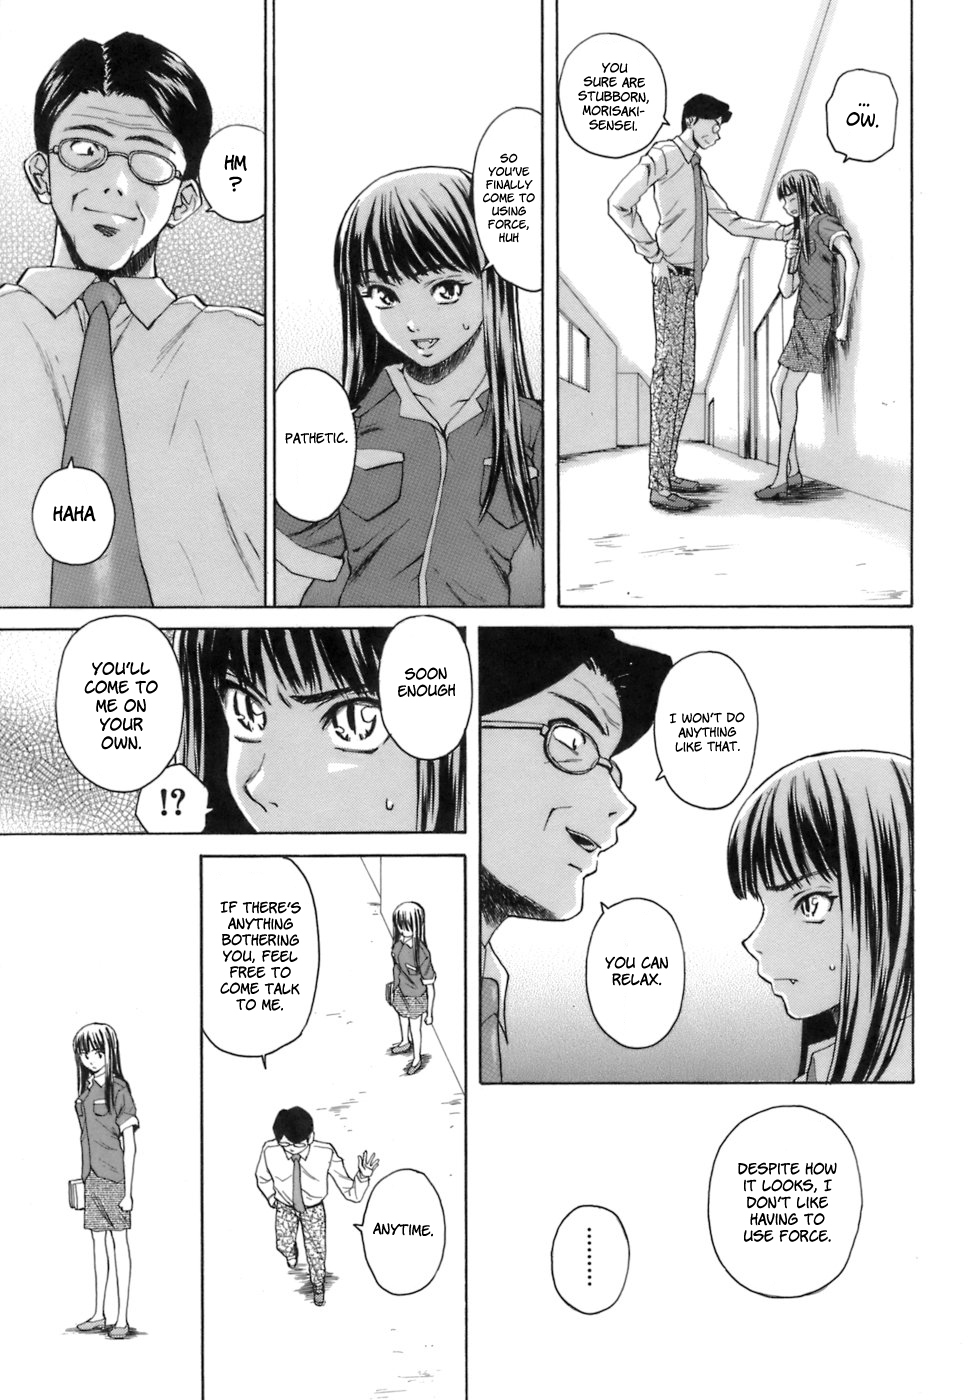 ...
OW.
YOU
SURE ARE
STUBBORN,
MORISAKI-
SENSEI.
SO
YOU'VE
FINALLY
COME TO
USING
FORCE,
HUH
PATHETIC.
HM
?
HAHA
I WON'T DO
ANYTHING
LIKE THAT.
YOU CAN
RELAX.
SOON
ENOUGH
YOU'LL
COME TO
ME ON
YOUR
OWN.
!?
DESPITE HOW
IT LOOKS, I
DON'T LIKE
HAVING TO
USE FORCE.
.........
IF THERE'S
ANYTHING
BOTHERING
YOU, FEEL
FREE TO
COME TALK
TO ME.
ANYTIME.